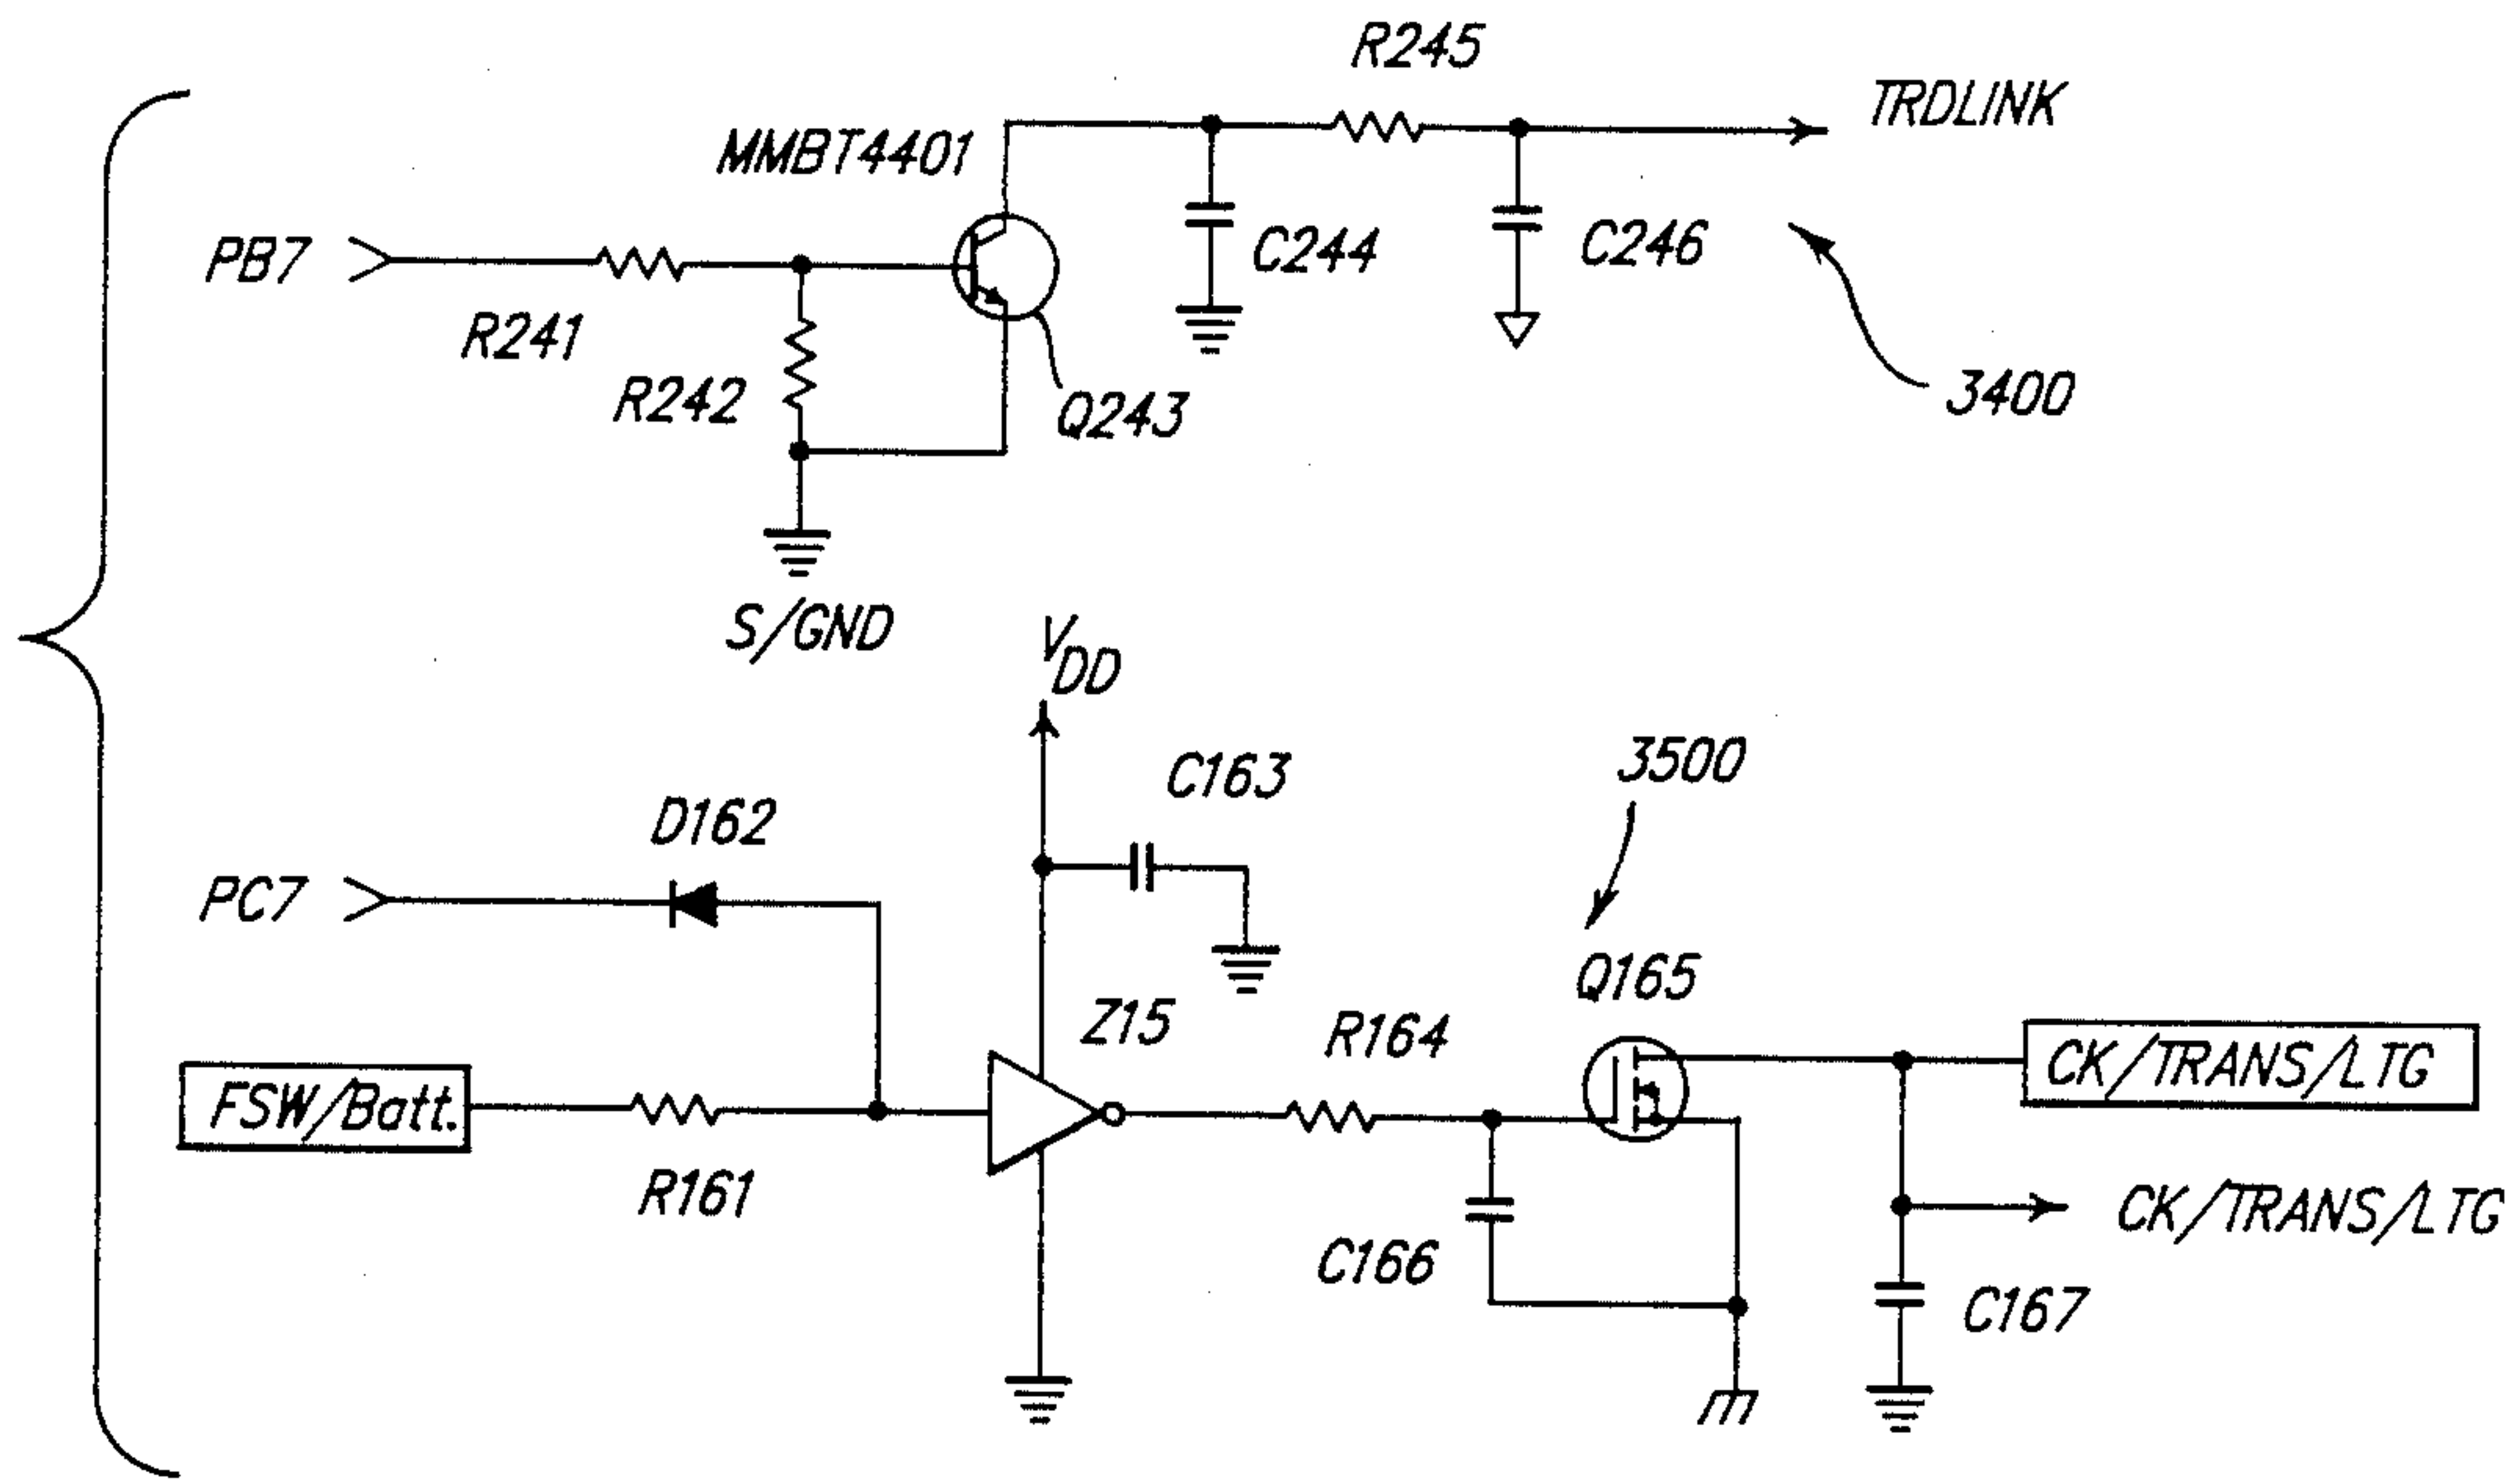 R245
TRDLINK
MMBT4401
PB7
C244
C246
R241
R242
Q243
3400
S/GND
VDD
C163
3500
D162
PC7
Q165
Z15
R164
CK/TRANS/LTG
FSW/Batt.
R161
CK/TRANS/LTG
C166
C167